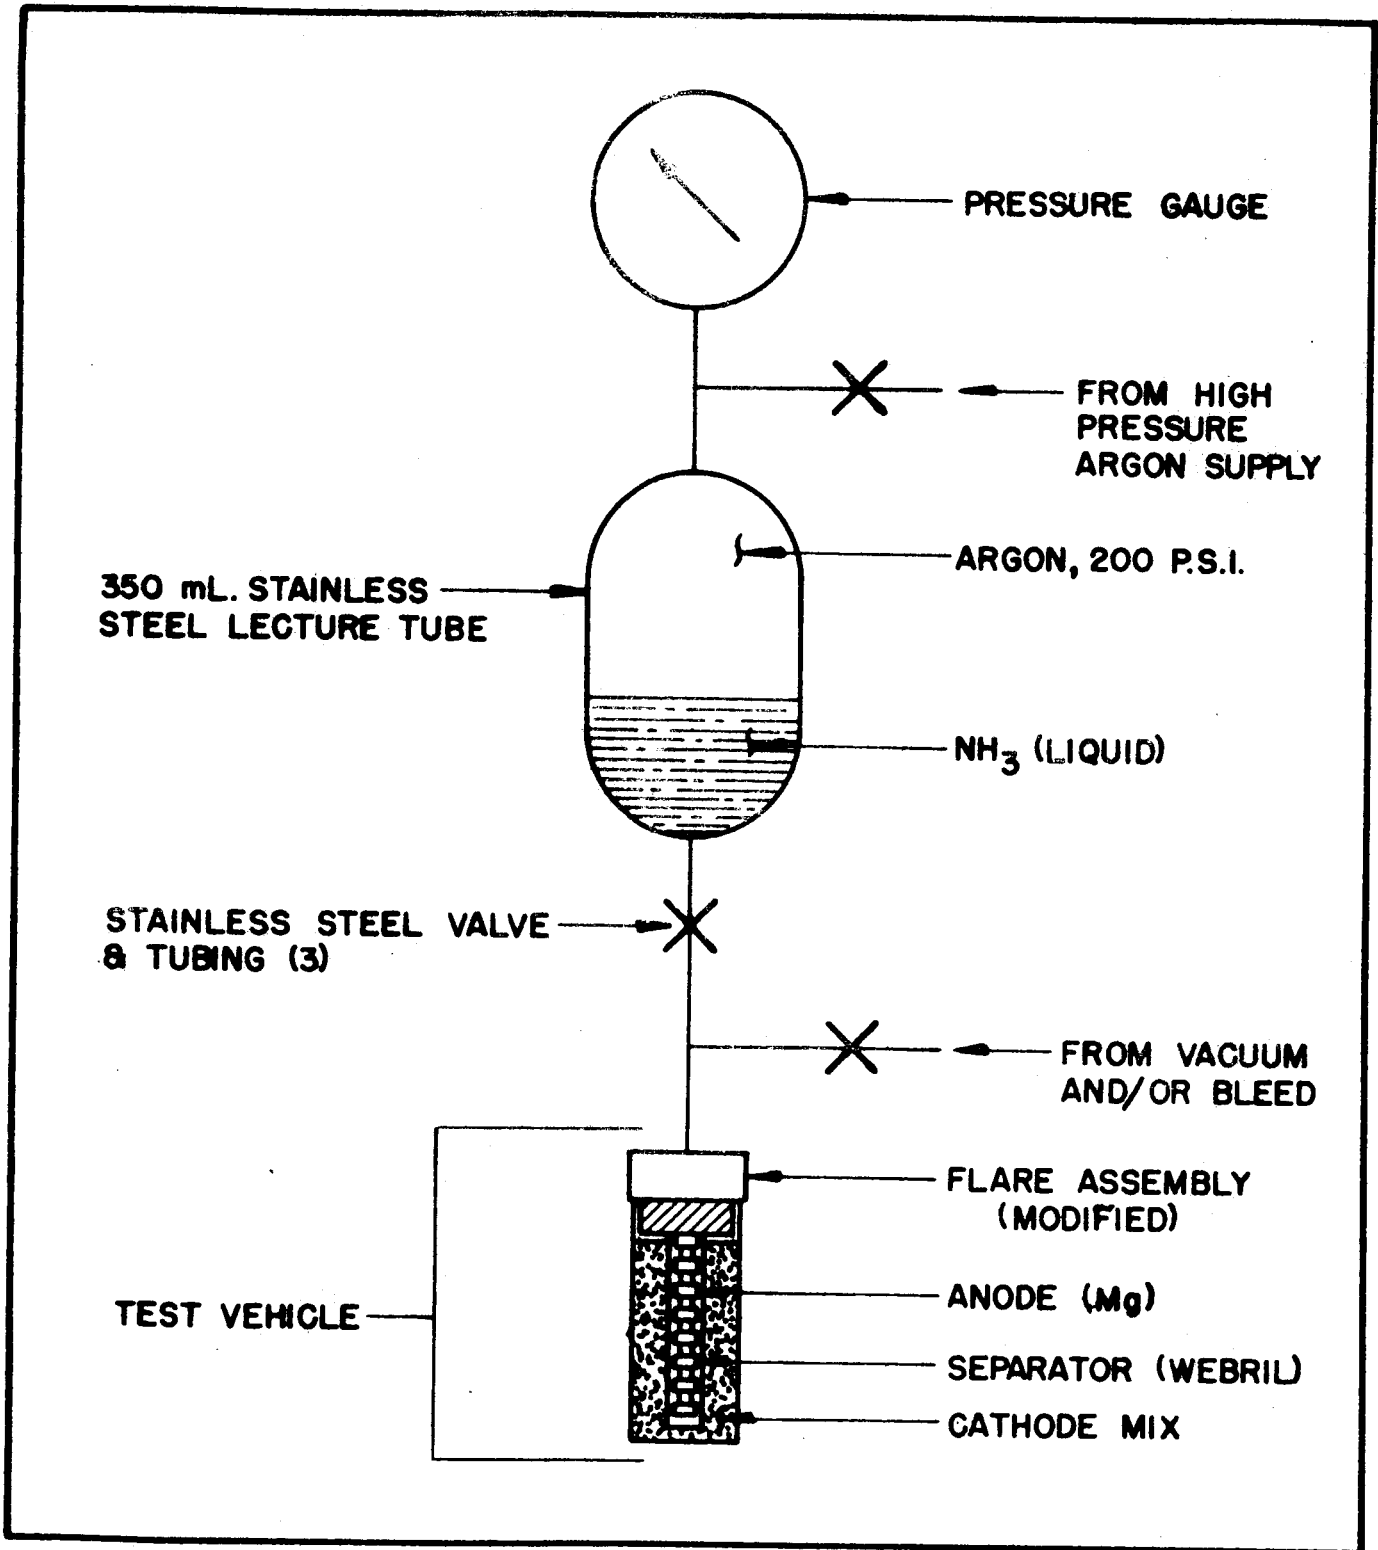 PRESSURE GAUGE
FROM HIGH
PRESSURE
ARGON SUPPLY
ARGON, 200 P.S.I.
350 mL. STAINLESS
STEEL LECTURE TUBE
NH₃ (LIQUID)
STAINLESS STEEL VALVE
& TUBING (3)
FROM VACUUM
AND/OR BLEED
FLARE ASSEMBLY
(MODIFIED)
ANODE (Mg)
TEST VEHICLE
SEPARATOR (WEBRIL)
CATHODE MIX